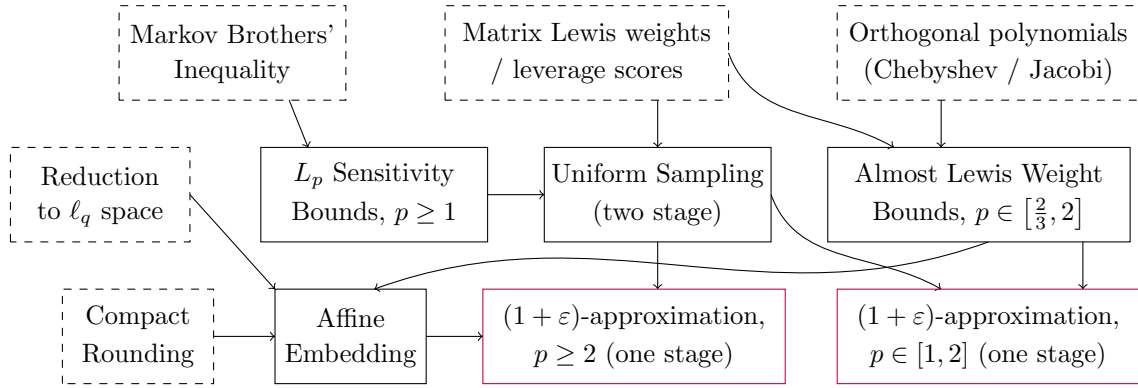 Markov Brothers'
Inequality
Matrix Lewis weights
/ leverage scores
Orthogonal polynomials
(Chebyshev / Jacobi)
Reduction
to ℓ_q space
L_p Sensitivity
Bounds, p ≥ 1
Uniform Sampling
(two stage)
Almost Lewis Weight
Bounds, p ∈ [2/3, 2]
Compact
Rounding
Affine
Embedding
(1 + ε)-approximation,
p ≥ 2 (one stage)
(1 + ε)-approximation,
p ∈ [1, 2] (one stage)